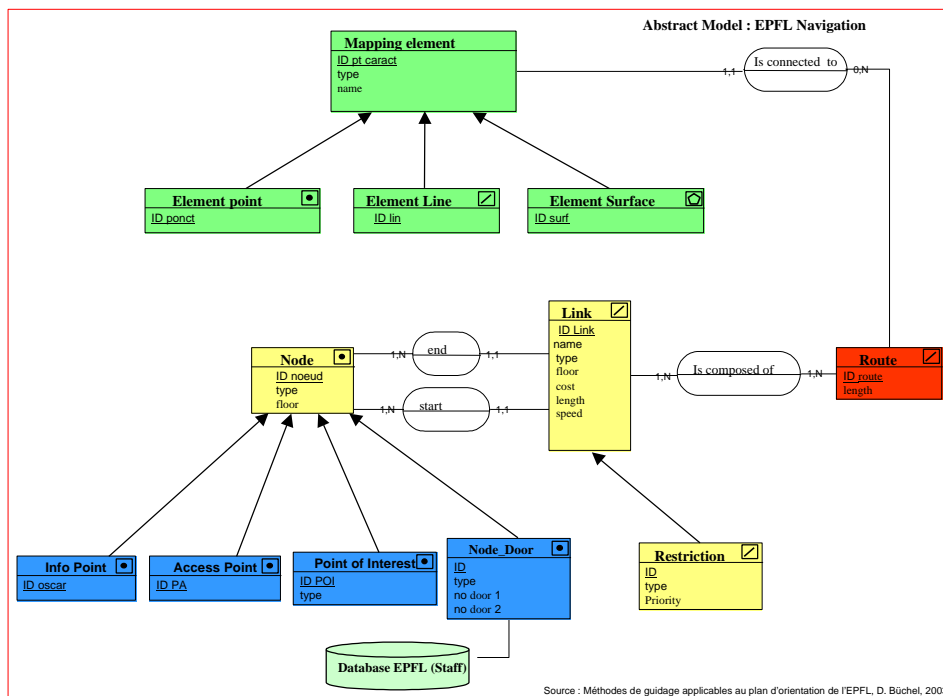 Abstract Model : EPFL Navigation
Mapping element
ID pt caract
type
name
1,1
Is connected to
0,N
Element point
ID ponct
Element Line
ID lin
Element Surface
ID surf
Node
ID noeud
type
floor
1,N
end
1,1
1,N
start
1,1
Link
ID Link
name
type
floor
cost
length
speed
1,N
Is composed of
1,N
Route
ID route
length
Info Point
ID oscar
Access Point
ID PA
Point of Interest
ID POI
type
Node_Door
ID
type
no door 1
no door 2
Restriction
ID
type
Priority
Database EPFL (Staff)
Source : Méthodes de guidage applicables au plan d'orientation de l'EPFL, D. Büchel,